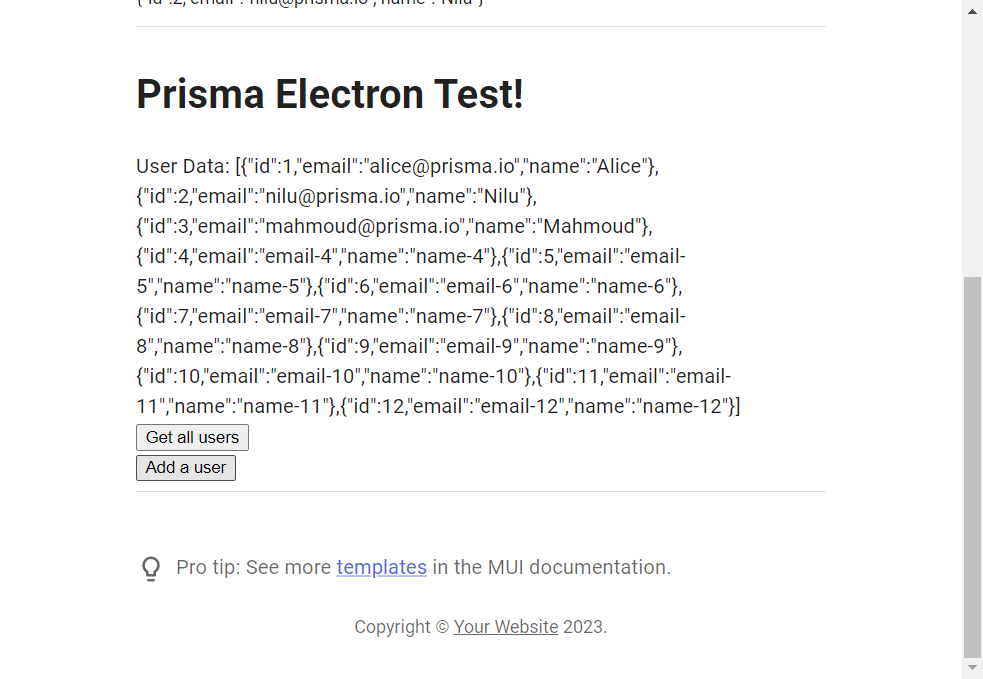 {"id":2,"email":"nilu@prisma.io","name":"Nilu"}
Prisma Electron Test!
User Data: [{"id":1,"email":"alice@prisma.io","name":"Alice"},
{"id":2,"email":"nilu@prisma.io","name":"Nilu"},
{"id":3,"email":"mahmoud@prisma.io","name":"Mahmoud"},
{"id":4,"email":"email-4","name":"name-4"},{"id":5,"email":"email-
5","name":"name-5"},{"id":6,"email":"email-6","name":"name-6"},
{"id":7,"email":"email-7","name":"name-7"},{"id":8,"email":"email-
8","name":"name-8"},{"id":9,"email":"email-9","name":"name-9"},
{"id":10,"email":"email-10","name":"name-10"},{"id":11,"email":"email-
11","name":"name-11"},{"id":12,"email":"email-12","name":"name-12"}]
Get all users
Add a user
Pro tip: See more templates in the MUI documentation.
Copyright © Your Website 2023.